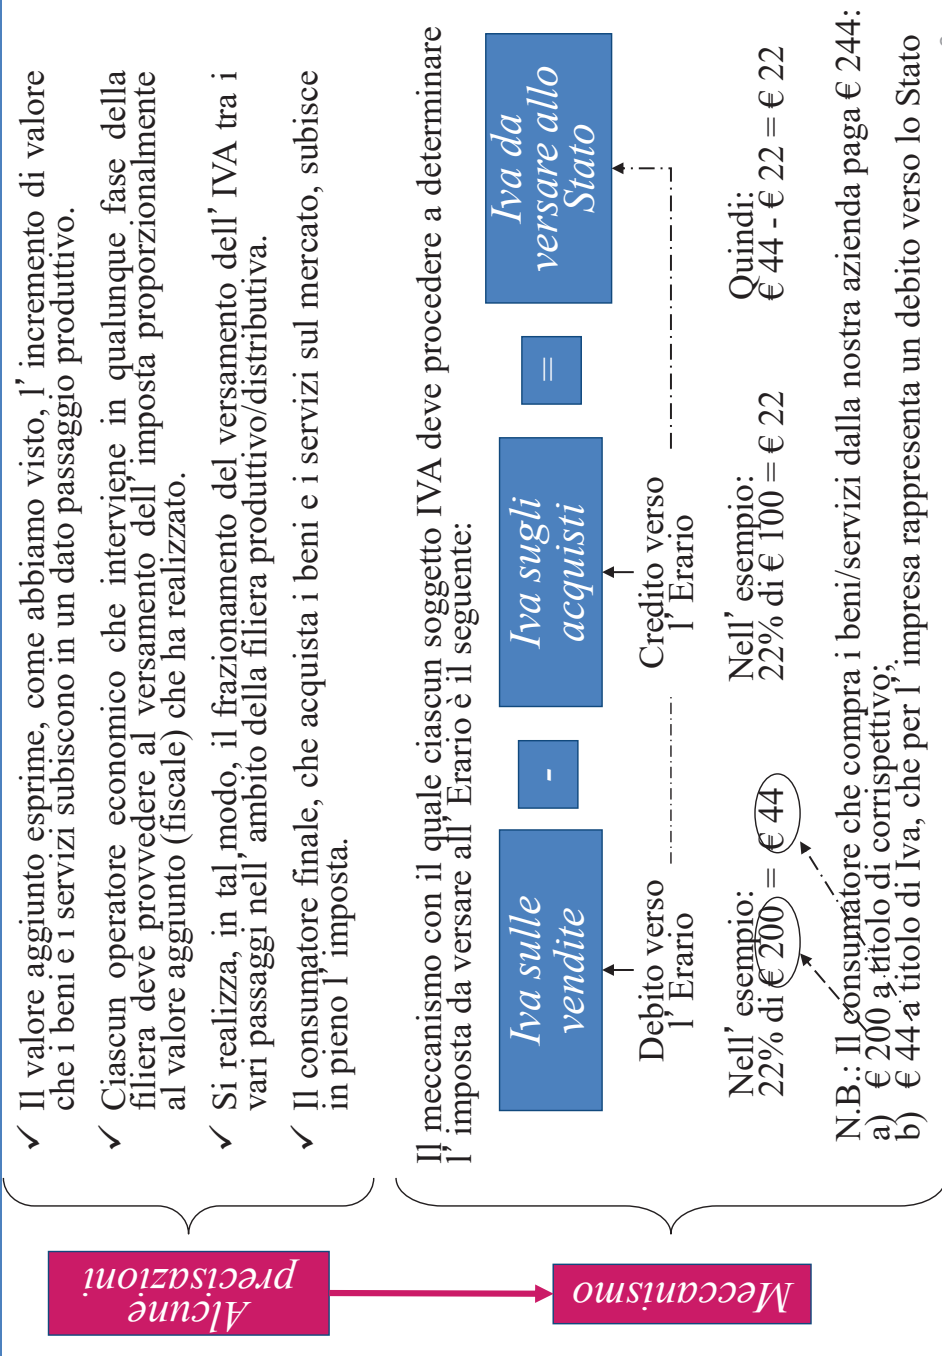 Alcune
precisazioni
✓ Il valore aggiunto esprime, come abbiamo visto, l’ incremento di valore
che i beni e i servizi subiscono in un dato passaggio produttivo.
✓ Ciascun operatore economico che interviene in qualunque fase della
filiera deve provvedere al versamento dell’ imposta proporzionalmente
al valore aggiunto (fiscale) che ha realizzato.
✓ Si realizza, in tal modo, il frazionamento del versamento dell’ IVA tra i
vari passaggi nell’ ambito della filiera produttivo/distributiva.
✓ Il consumatore finale, che acquista i beni e i servizi sul mercato, subisce
in pieno l’ imposta.
Meccanismo
Il meccanismo con il quale ciascun soggetto IVA deve procedere a determinare
l’ imposta da versare all’ Erario è il seguente:
Iva sulle
vendite
-
Iva sugli
acquisti
=
Iva da
versare allo
Stato
Debito verso
l’ Erario
Credito verso
l’ Erario
Nell’ esempio:
22% di € 200 = € 44
Nell’ esempio:
22% di € 100 = € 22
Quindi:
€ 44 - € 22 = € 22
N.B.: Il consumatore che compra i beni/servizi dalla nostra azienda paga € 244:
a) € 200 a titolo di corrispettivo;
b) € 44 a titolo di Iva, che per l’ impresa rappresenta un debito verso lo Stato